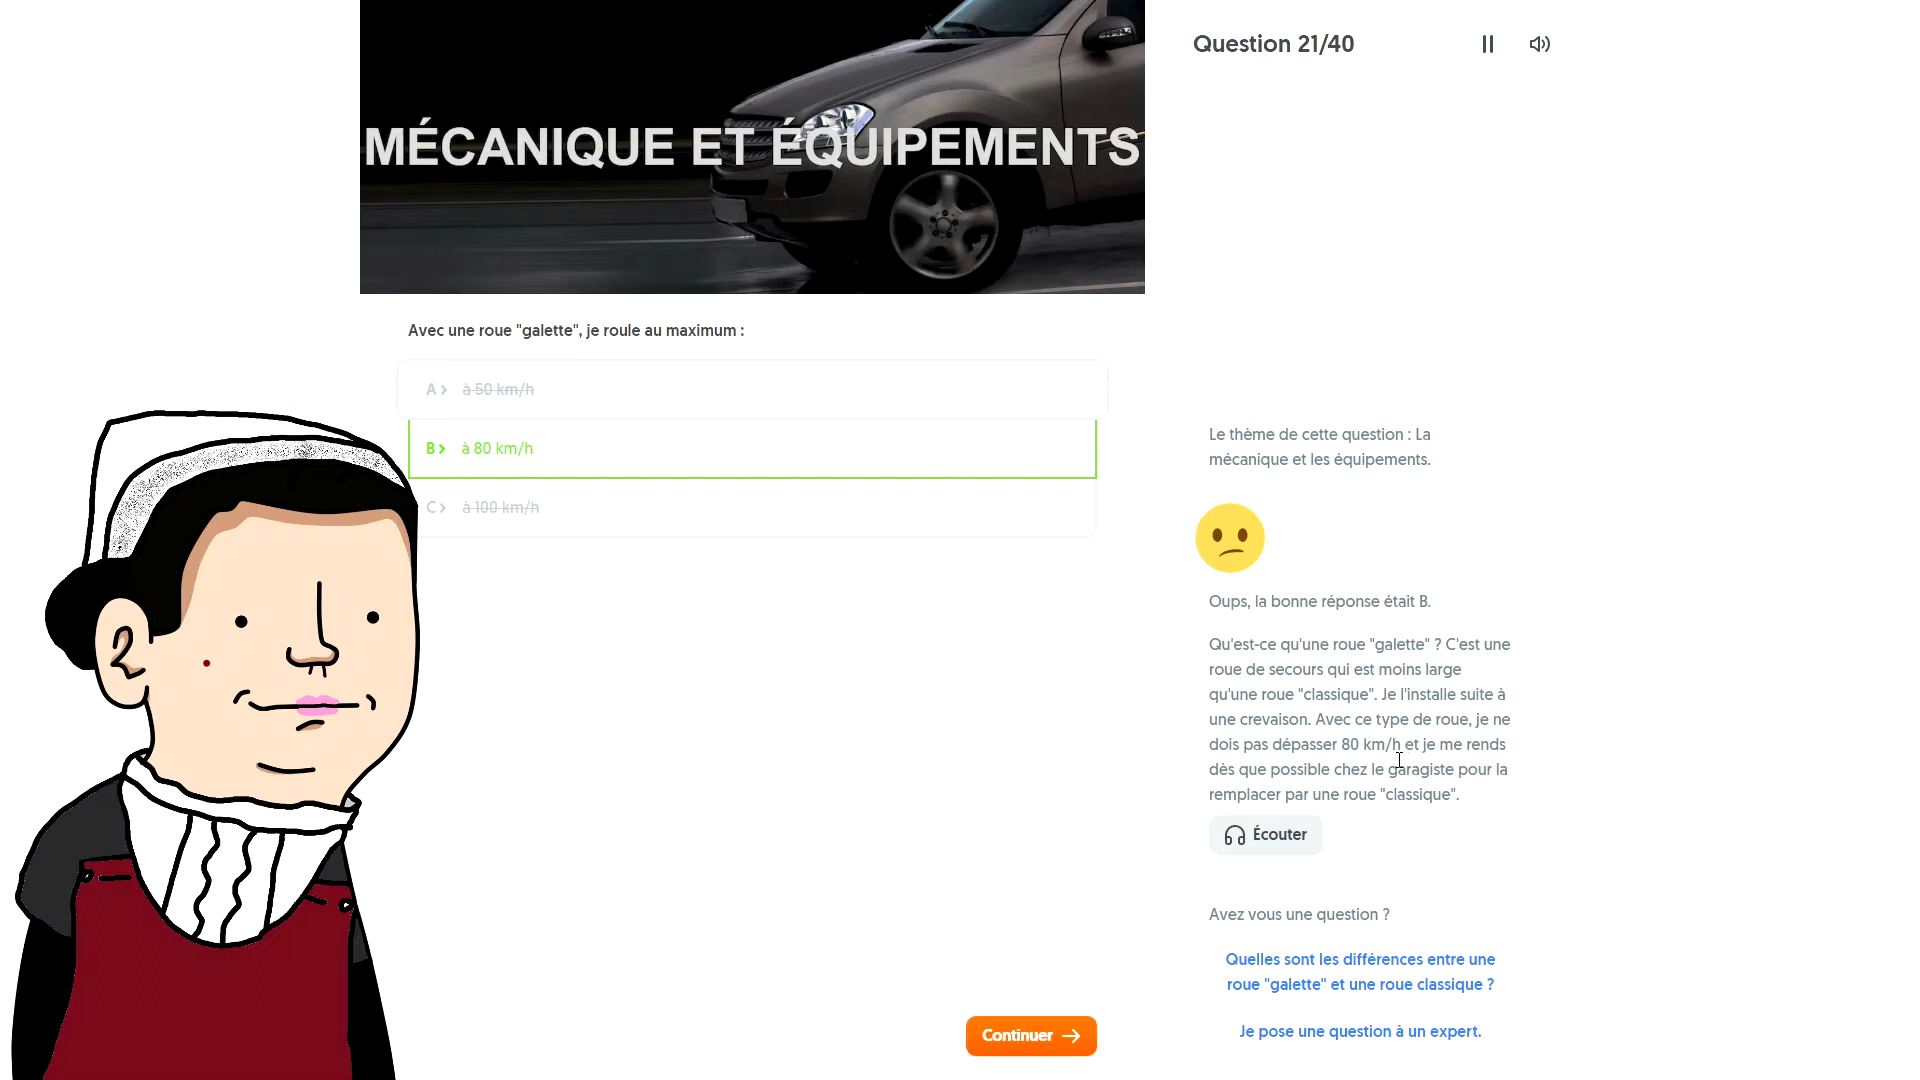 MÉCANIQUE ET ÉQUIPEMENTS
Question 21/40
Avec une roue "galette", je roule au maximum :
A à 50 km/h
B à 80 km/h
C à 100 km/h
Le thème de cette question : La
mécanique et les équipements.
Oups, la bonne réponse était B.
Qu'est-ce qu'une roue "galette" ? C'est une
roue de secours qui est moins large
qu'une roue "classique". Je l'installe suite à
une crevaison. Avec ce type de roue, je ne
dois pas dépasser 80 km/h et je me rends
dès que possible chez le garagiste pour la
remplacer par une roue "classique".
Écouter
Avez vous une question ?
Quelles sont les différences entre une
roue "galette" et une roue classique ?
Je pose une question à un expert.
Continuer